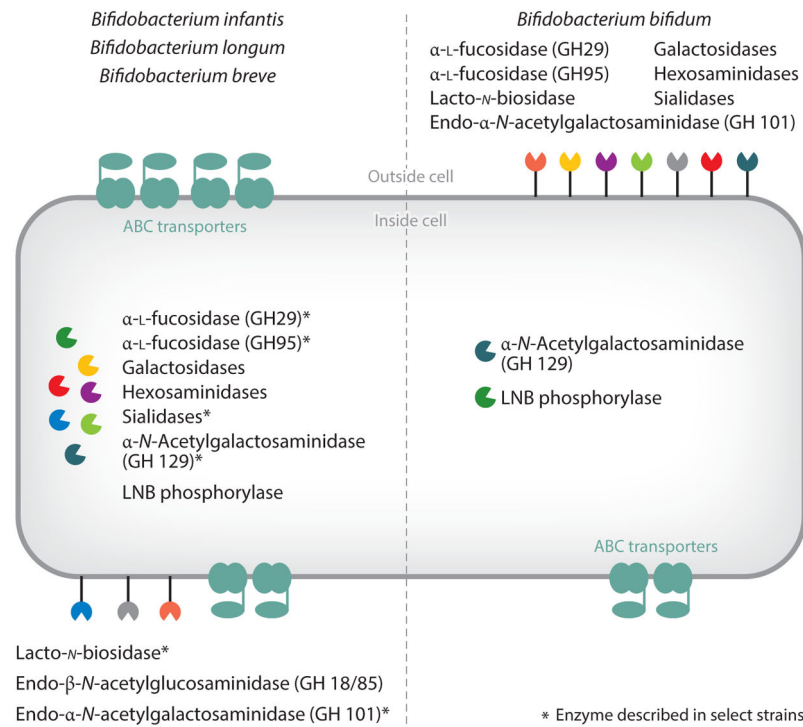 Bifidobacterium infantis
Bifidobacterium longum
Bifidobacterium breve
Bifidobacterium bifidum
α-L-fucosidase (GH29)
Galactosidases
α-L-fucosidase (GH95)
Hexosaminidases
Lacto-N-biosidase
Sialidases
Endo-α-N-acetylgalactosaminidase (GH 101)
Outside cell
Inside cell
ABC transporters
α-L-fucosidase (GH29)*
α-L-fucosidase (GH95)*
Galactosidases
Hexosaminidases
Sialidases*
α-N-Acetylgalactosaminidase
(GH 129)*
LNB phosphorylase
α-N-Acetylgalactosaminidase
(GH 129)
LNB phosphorylase
ABC transporters
Lacto-N-biosidase*
Endo-β-N-acetylglucosaminidase (GH 18/85)
Endo-α-N-acetylgalactosaminidase (GH 101)*
* Enzyme described in select strains